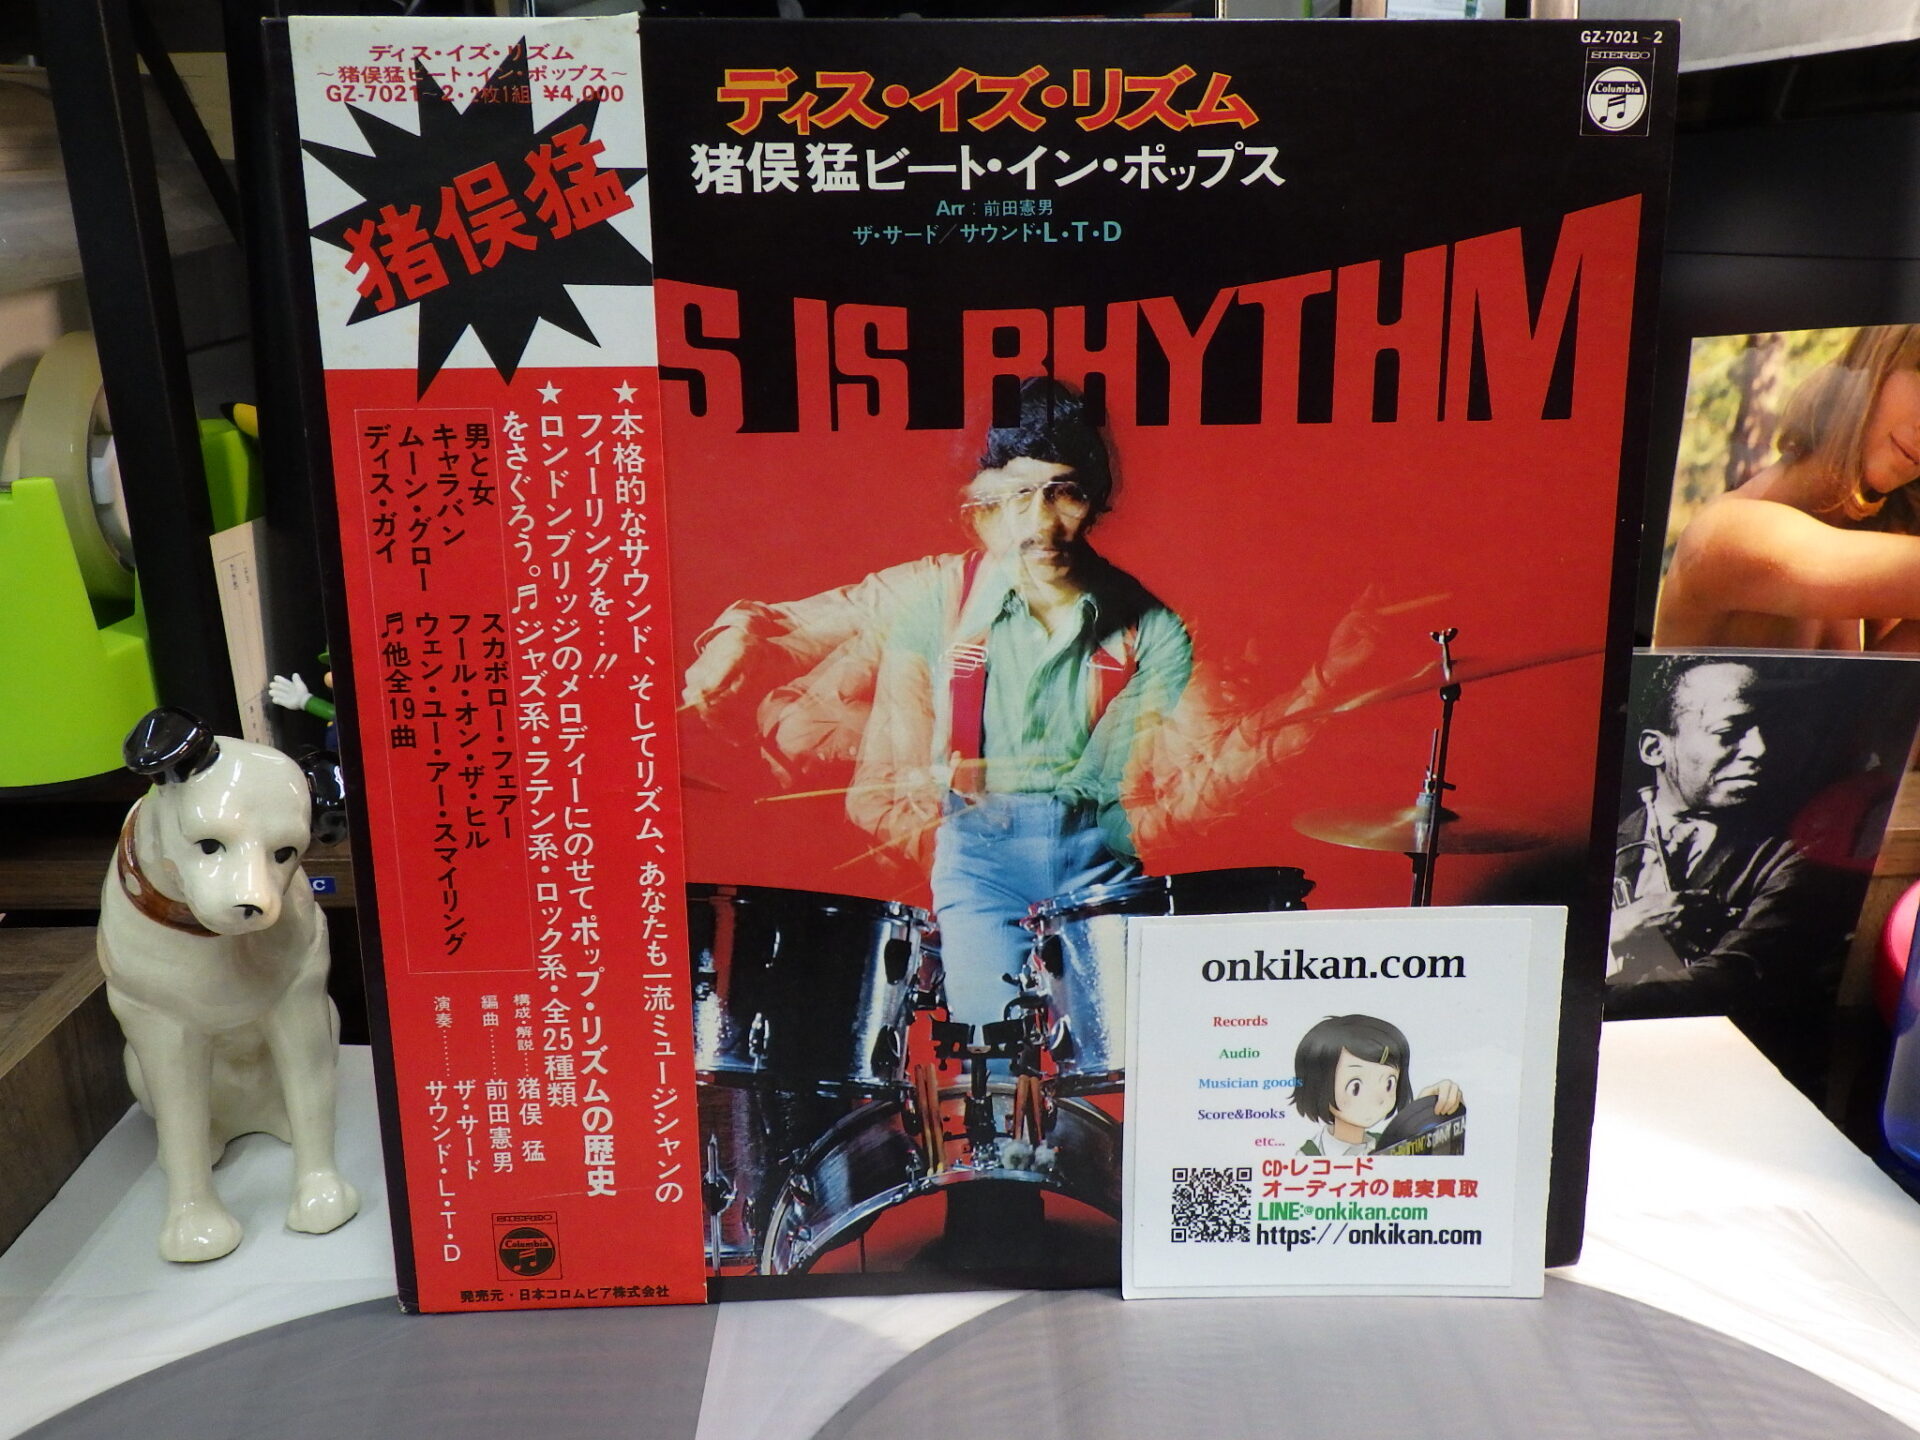 ディス・イズ・リズム
～猪俣猛ビート・イン・ポップス～
GZ-7021～2・2枚1組 ¥4,000
猪俣猛
★本格的なサウンド、そしてリズム、あなたも一流ミュージシャンの
フィーリングを…!!
★ロンドンブリッジのメロディーにのせてポップ・リズムの歴史
をさぐろう。♬ジャズ系・ラテン系・ロック系・全25種類
男と女
キャラバン
ムーン・グロー
ディス・ガイ
スカボロー・フェアー
フール・オン・ザ・ヒル
ウェン・ユー・アー・スマイリング
♬他全19曲
構成・解説……猪俣 猛
編曲………前田憲男
演奏………ザ・サード
サウンド・L・T・D
STEREO
Columbia
発売元・日本コロムビア株式会社
GZ-7021～2
STEREO
Columbia
ディス・イズ・リズム
猪俣猛ビート・イン・ポップス
Arr：前田憲男
ザ・サード／サウンド・L・T・D
S IS RHYTHM
onkikan.com
Records
Audio
Musician goods
Score&Books
etc...
CD・レコード
オーディオの誠実買取
LINE:@onkikan.com
https://onkikan.com